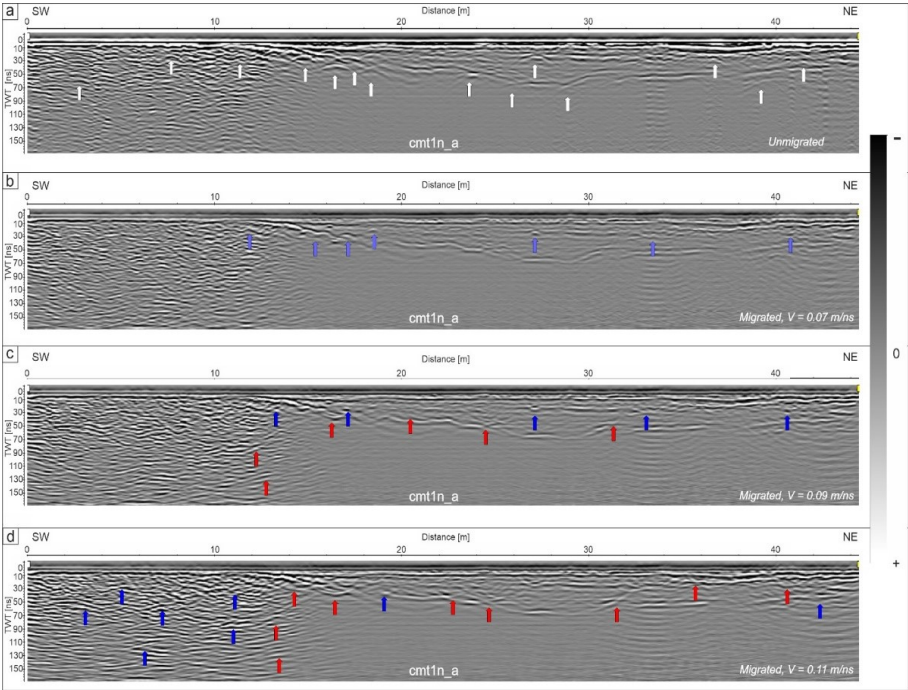 a SW Distance [m] NE
0 10 20 30 40
TWT [ns]
0
10
30
50
70
90
110
130
150
cmt1n_a
Unmigrated
b SW Distance [m] NE
0 10 20 30 40
TWT [ns]
0
10
30
50
70
90
110
130
150
cmt1n_a
Migrated, V = 0.07 m/ns
c SW Distance [m] NE
0 10 20 30 40
TWT [ns]
0
10
30
50
70
90
110
130
150
cmt1n_a
Migrated, V = 0.09 m/ns
d SW Distance [m] NE
0 10 20 30 40
TWT [ns]
0
10
30
50
70
90
110
130
150
cmt1n_a
Migrated, V = 0.11 m/ns
-
0
+